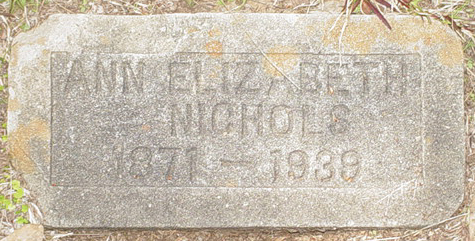 ANN ELIZABETH
NICHOLS
1871 — 1939